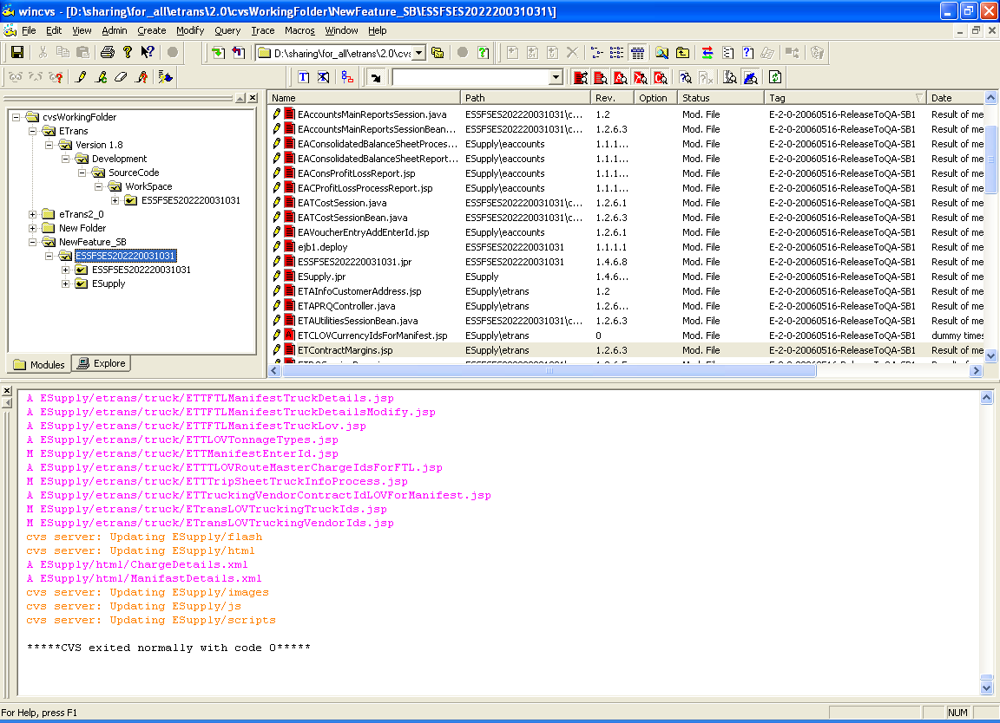 wincvs - [D:\sharing\for_all\etrans\2.0\cvsWorkingFolder\NewFeature_SB\ESSFSES202220031031\]
File Edit View Admin Create Modify Query Trace Macros Window Help
D:\sharing\for_all\etrans\2.0\cvs
cvsWorkingFolder
ETrans
Version 1.8
Development
SourceCode
WorkSpace
ESSFSES202220031031
eTrans2_0
New Folder
NewFeature_SB
ESSFSES202220031031
ESSFSES202220031031
ESupply
Modules Explore
Name Path Rev. Option Status Tag Date
EAccountsMainReportsSession.java ESSFSES202220031031\c... 1.2 Mod. File E-2-0-20060516-ReleaseToQA-SB1 Result of me
EAccountsMainReportsSessionBean... ESSFSES202220031031\c... 1.2.6.3 Mod. File E-2-0-20060516-ReleaseToQA-SB1 Result of me
EAConsolidatedBalanceSheetProces... ESupply\eaccounts 1.1.1... Mod. File E-2-0-20060516-ReleaseToQA-SB1 Result of me
EAConsolidatedBalanceSheetReport... ESupply\eaccounts 1.1.1... Mod. File E-2-0-20060516-ReleaseToQA-SB1 Result of me
EAConsProfitLossReport.jsp ESupply\eaccounts 1.1.1... Mod. File E-2-0-20060516-ReleaseToQA-SB1 Result of me
EACProfitLossProcessReport.jsp ESupply\eaccounts 1.1.1... Mod. File E-2-0-20060516-ReleaseToQA-SB1 Result of me
EATCostSession.java ESSFSES202220031031\c... 1.2.6.1 Mod. File E-2-0-20060516-ReleaseToQA-SB1 Result of me
EATCostSessionBean.java ESSFSES202220031031\c... 1.2.6.3 Mod. File E-2-0-20060516-ReleaseToQA-SB1 Result of me
EAVoucherEntryAddEnterId.jsp ESupply\eaccounts 1.2.6.1 Mod. File E-2-0-20060516-ReleaseToQA-SB1 Result of me
ejb1.deploy ESSFSES202220031031 1.1.1.1 Mod. File E-2-0-20060516-ReleaseToQA-SB1 Result of me
ESSFSES202220031031.jpr ESSFSES202220031031 1.4.6.8 Mod. File E-2-0-20060516-ReleaseToQA-SB1 Result of me
ESupply.jpr ESupply 1.4.6... Mod. File E-2-0-20060516-ReleaseToQA-SB1 Result of me
ETAInfoCustomerAddress.jsp ESupply\etrans 1.2 Mod. File E-2-0-20060516-ReleaseToQA-SB1 Result of me
ETAPRQController.java ESupply\etrans 1.2.6... Mod. File E-2-0-20060516-ReleaseToQA-SB1 Result of me
ETAUtilitiesSessionBean.java ESSFSES202220031031\c... 1.2.6.3 Mod. File E-2-0-20060516-ReleaseToQA-SB1 Result of me
ETCLOVCurrencyIdsForManifest.jsp ESupply\etrans 0 Mod. File E-2-0-20060516-ReleaseToQA-SB1 dummy times
ETContractMargins.jsp ESupply\etrans 1.2.6.3 Mod. File E-2-0-20060516-ReleaseToQA-SB1 Result of me
A ESupply/etrans/truck/ETTFTLManifestTruckDetails.jsp
A ESupply/etrans/truck/ETTFTLManifestTruckDetailsModify.jsp
A ESupply/etrans/truck/ETTFTLManifestTruckLov.jsp
A ESupply/etrans/truck/ETTLOVTonnageTypes.jsp
M ESupply/etrans/truck/ETTManifestEnterId.jsp
A ESupply/etrans/truck/ETTTLOVRouteMasterChargeIdsForFTL.jsp
M ESupply/etrans/truck/ETTTripSheetTruckInfoProcess.jsp
A ESupply/etrans/truck/ETTruckingVendorContractIdLOVForManifest.jsp
M ESupply/etrans/truck/ETransLOVTruckingTruckIds.jsp
M ESupply/etrans/truck/ETransLOVTruckingVendorIds.jsp
cvs server: Updating ESupply/flash
cvs server: Updating ESupply/html
A ESupply/html/ChargeDetails.xml
A ESupply/html/ManifastDetails.xml
cvs server: Updating ESupply/images
cvs server: Updating ESupply/js
cvs server: Updating ESupply/scripts
*****CVS exited normally with code 0*****
For Help, press F1 NUM